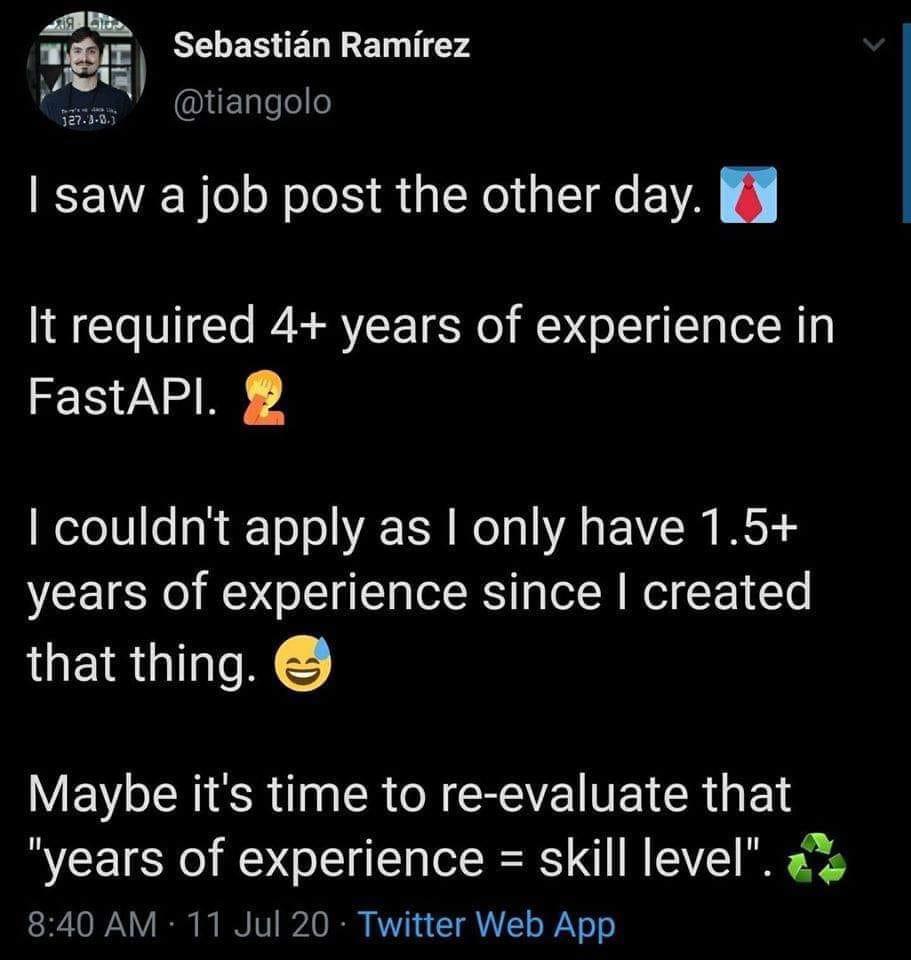 Sebastián Ramírez
@tiangolo
I saw a job post the other day. 👔
It required 4+ years of experience in
FastAPI. 🤦
I couldn't apply as I only have 1.5+
years of experience since I created
that thing. 😅
Maybe it's time to re-evaluate that
"years of experience = skill level". ♻️
8:40 AM · 11 Jul 20 · Twitter Web App